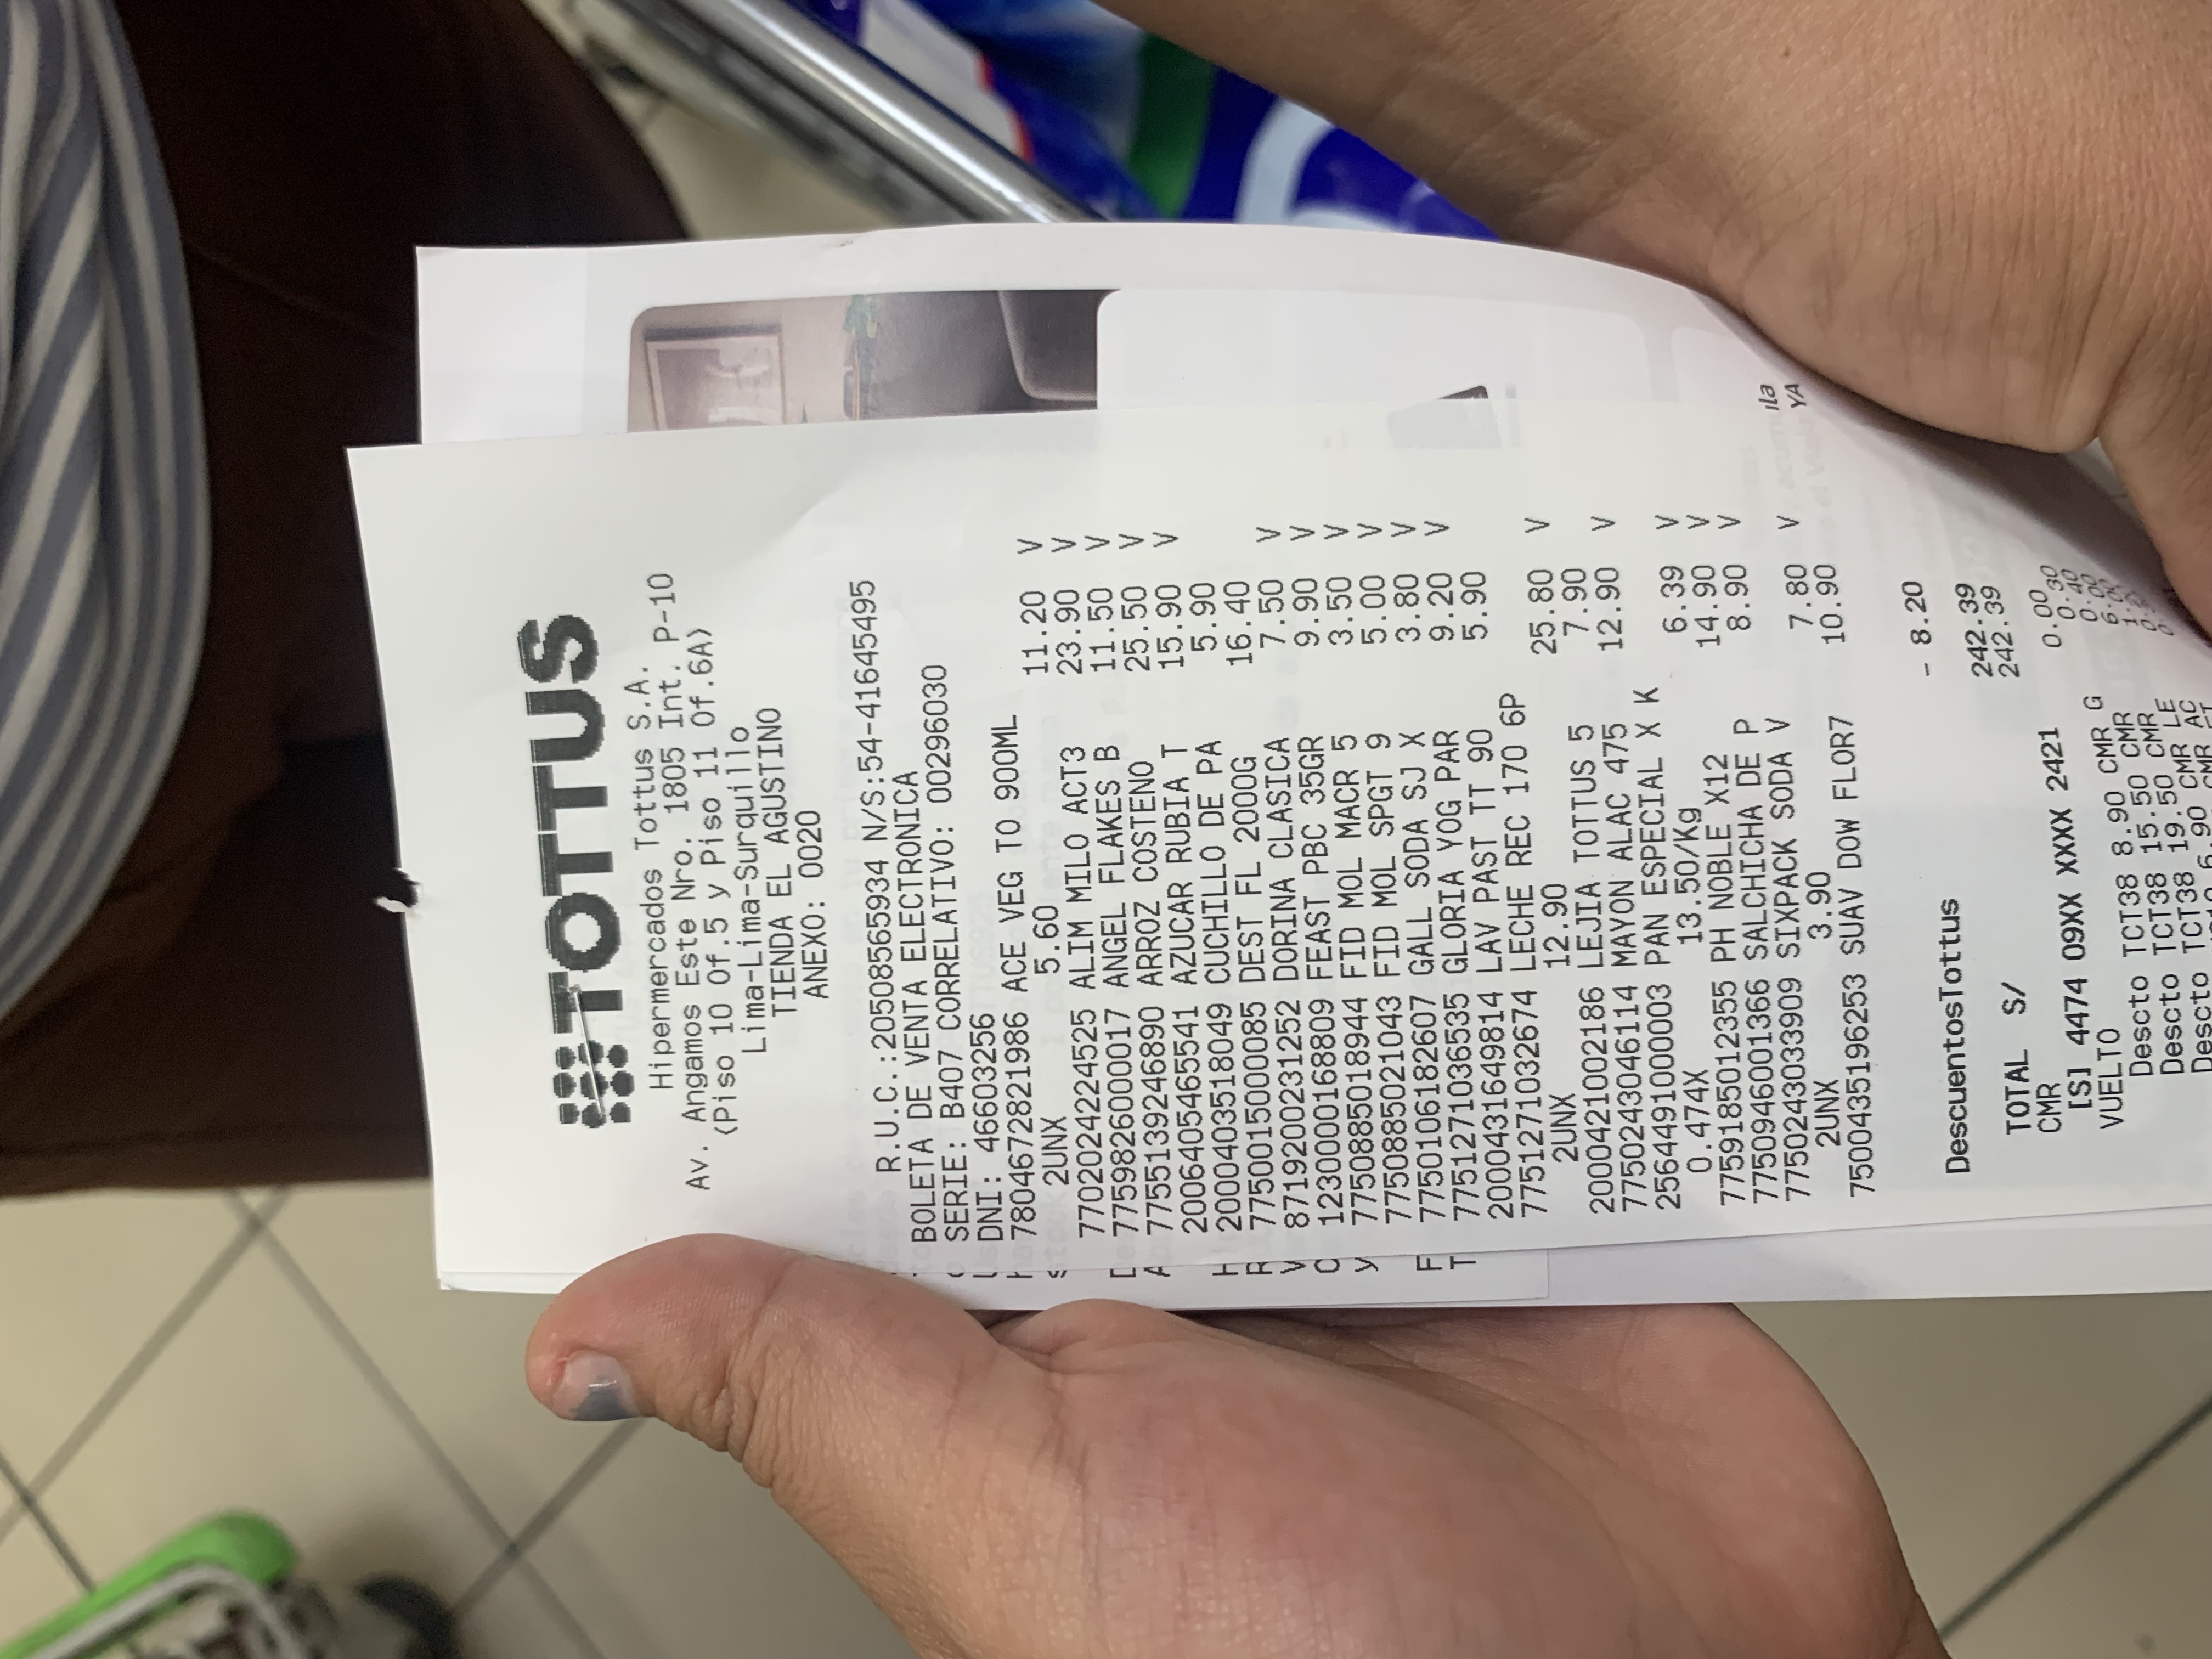 TOTTUS
Hipermercados Tottus S.A.
Av. Angamos Este Nro. 1805 Int. P-10
(Piso 10 Of.5 y Piso 11 Of.6A)
Lima-Lima-Surquillo
TIENDA EL AGUSTINO
ANEXO: 0020
R.U.C.:20508565934 N/S:54-41645495
BOLETA DE VENTA ELECTRONICA
SERIE: B407 CORRELATIVO: 00296030
DNI: 46603256
7804672821986 ACE VEG TO 900ML
2UNX 5.60 11.20 V
7702024224525 ALIM MILO ACT3 23.90 V
7759826000017 ANGEL FLAKES B 11.50 V
7755139246890 ARROZ COSTENO 25.50 V
2006405465541 AZUCAR RUBIA T 15.90 V
2000403518049 CUCHILLO DE PA 5.90
7750015000085 DEST FL 2000G 16.40
8719200231252 DORINA CLASICA 7.50 V
1230000168809 FEAST PBC 35GR 9.90 V
7750885018944 FID MOL MACR 5 3.50 V
7750885021043 FID MOL SPGT 9 5.00 V
7750106182607 GALL SODA SJ X 3.80 V
7751271036535 GLORIA YOG PAR 9.20 V
2000431649814 LAV PAST TT 90 5.90
7751271032674 LECHE REC 170 6P
2UNX 12.90 25.80 V
2000421002186 LEJIA TOTTUS 5 7.90
7750243046114 MAYON ALAC 475 12.90 V
2564491000003 PAN ESPECIAL X K
0.474X 13.50/Kg 6.39 V
7759185012355 PH NOBLE X12 14.90 V
7750946001366 SALCHICHA DE P 8.90 V
7750243033909 SIXPACK SODA V
2UNX 3.90 7.80 V
7500435196253 SUAV DOW FLOR7 10.90
DescuentosTottus - 8.20
TOTAL S/ 242.39
CMR 242.39
[S] 4474 09XX XXXX 2421
VUELTO 0.00
Descto TCT38 8.90 CMR G 0.30
Descto TCT38 15.50 CMR 0.40
Descto TCT38 19.50 CMR 6.00
6.90 CMR LE
CMR AC
YA